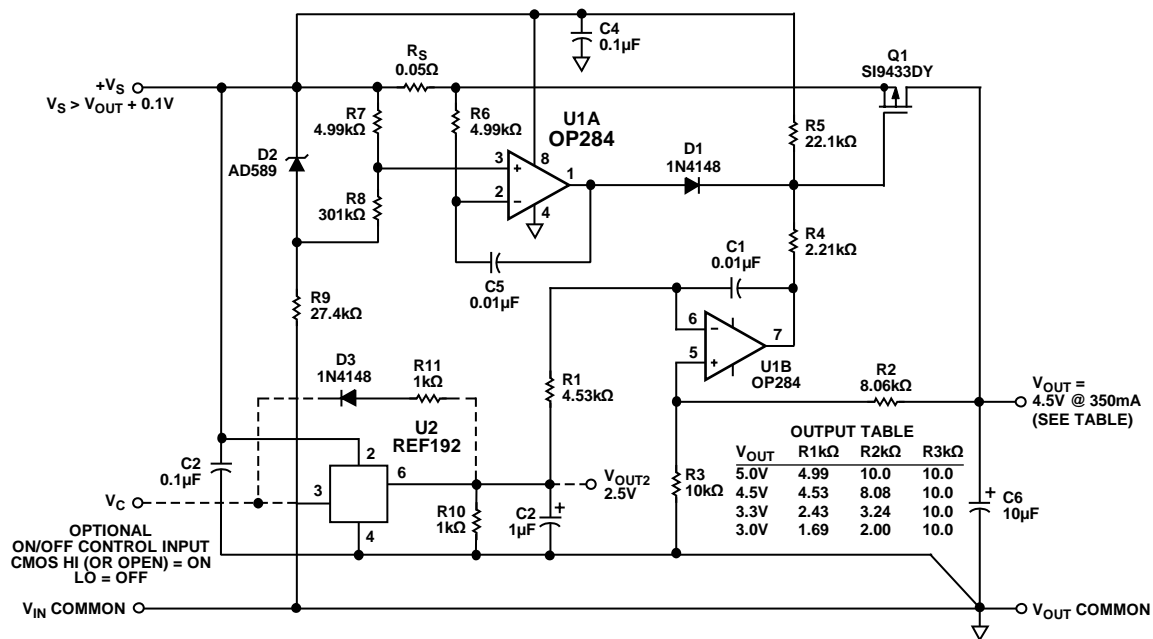 C4
0.1µF
RS
0.05Ω
Q1
SI9433DY
+VS
VS > VOUT + 0.1V
R7
4.99kΩ
R6
4.99kΩ
U1A
OP284
R5
22.1kΩ
D2
AD589
3
+
8
1
D1
1N4148
2
–
4
R8
301kΩ
R4
2.21kΩ
C5
0.01µF
C1
0.01µF
R9
27.4kΩ
6
–
7
5
+
U1B
OP284
D3
1N4148
R11
1kΩ
R1
4.53kΩ
R2
8.06kΩ
VOUT =
4.5V @ 350mA
(SEE TABLE)
U2
REF192
C2
0.1µF
2
6
3
4
VOUT2
2.5V
R3
10kΩ
OUTPUT TABLE
VOUT R1kΩ R2kΩ R3kΩ
5.0V 4.99 10.0 10.0
4.5V 4.53 8.08 10.0
3.3V 2.43 3.24 10.0
3.0V 1.69 2.00 10.0
+
C6
10µF
VC
R10
1kΩ
C2
1µF
+
OPTIONAL
ON/OFF CONTROL INPUT
CMOS HI (OR OPEN) = ON
LO = OFF
VIN COMMON
VOUT COMMON